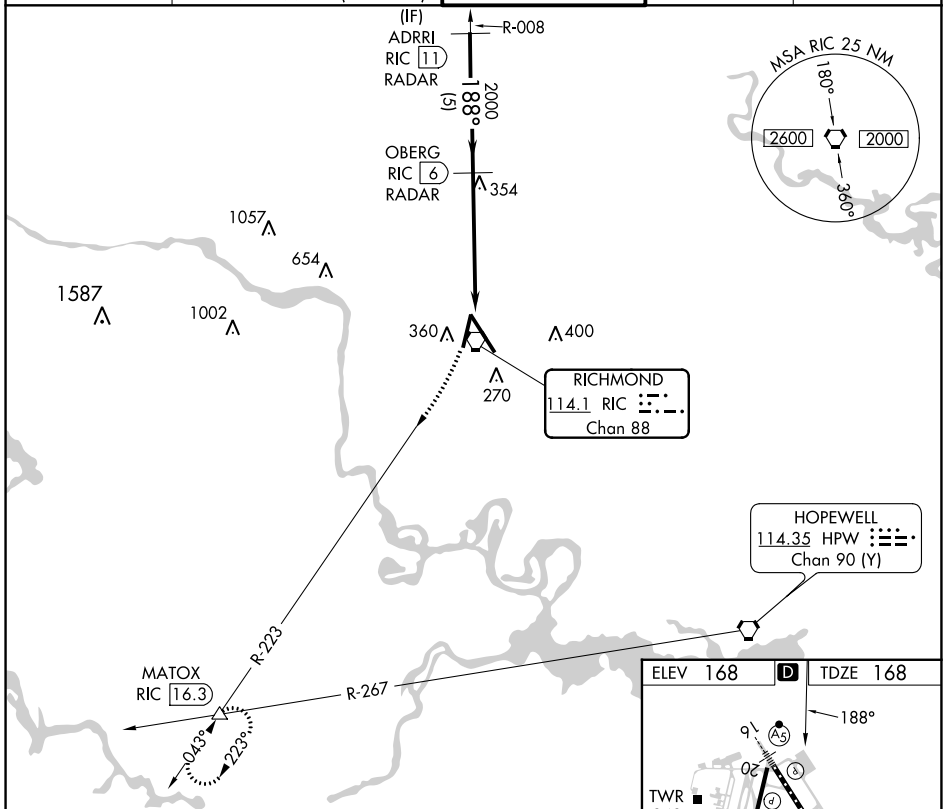 (IF)
ADRRI
RIC 11
RADAR
R-008
2000
188°
(5)
OBERG
RIC 6
RADAR
354
MSA RIC 25 NM
180°
2600
2000
360°
1057
654
1587
1002
360
400
270
RICHMOND
114.1 RIC
Chan 88
HOPEWELL
114.35 HPW
Chan 90 (Y)
R-223
R-267
MATOX
RIC 16.3
043°
223°
ELEV 168 D TDZE 168
188°
16
A5
20
P
TWR